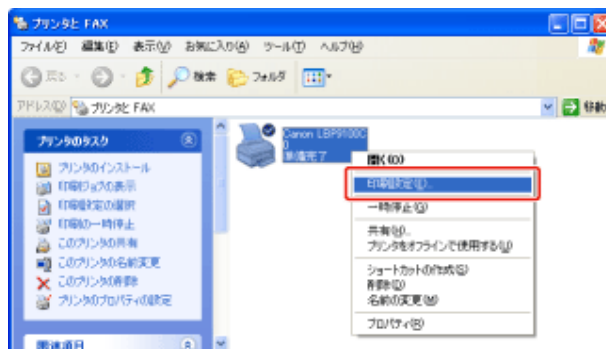 プリンタと FAX
ファイル(F) 編集(E) 表示(V) お気に入り(A) ツール(T) ヘルプ(H)
戻る 検索 フォルダ
アドレス(D) プリンタと FAX 移動
プリンタのタスク
プリンタのインストール
印刷ジョブの表示
印刷設定の選択
印刷の一時停止
このプリンタの共有
このプリンタの名前変更
このプリンタの削除
プリンタのプロパティの設定
関連項目
Canon LBP9100C
0
準備完了
開く(O)
印刷設定(E)...
一時停止(G)
共有(H)...
プリンタをオフラインで使用する(U)
ショートカットの作成(S)
削除(D)
名前の変更(M)
プロパティ(R)